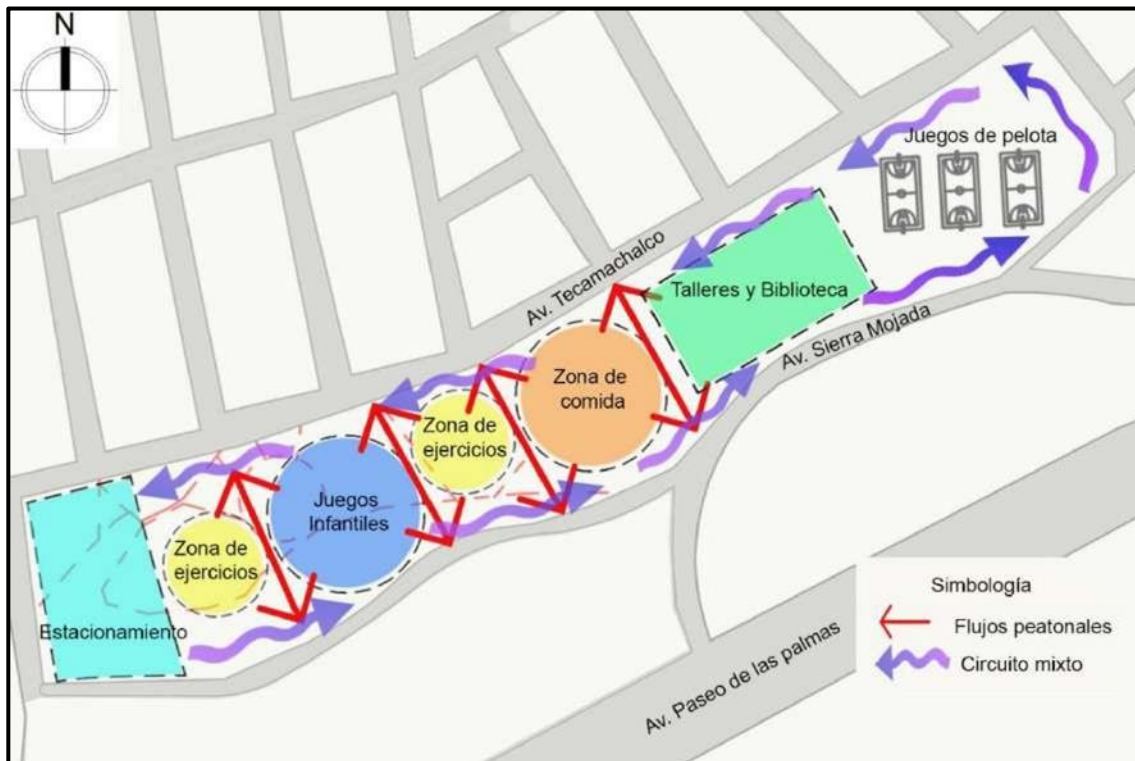 N
Juegos de pelota
Av. Tecamachalco
Talleres y Biblioteca
Av. Sierra Mojada
Zona de
comida
Zona de
ejercicios
Juegos
Infantiles
Zona de
ejercicios
Estacionamiento
Av. Paseo de las palmas
Simbología
Flujos peatonales
Circuito mixto